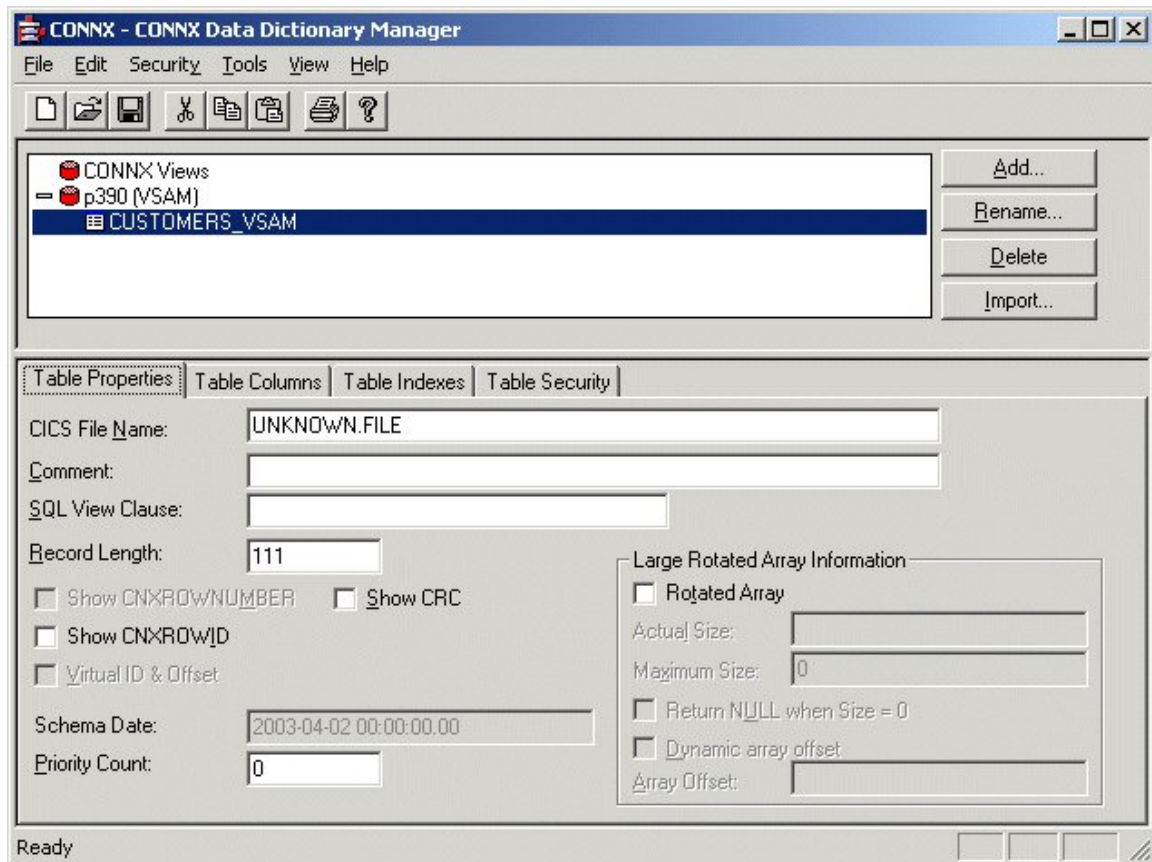 CONNX - CONNX Data Dictionary Manager
File Edit Security Tools View Help
CONNX Views
p390 (VSAM)
CUSTOMERS_VSAM
Add...
Rename...
Delete
Import...
Table Properties Table Columns Table Indexes Table Security
CICS File Name: UNKNOWN.FILE
Comment:
SQL View Clause:
Record Length: 111
Show CNXROWNUMBER Show CRC
Show CNXROWID
Virtual ID & Offset
Schema Date: 2003-04-02 00:00:00.00
Priority Count: 0
Large Rotated Array Information
Rotated Array
Actual Size:
Maximum Size: 0
Return NULL when Size = 0
Dynamic array offset
Array Offset:
Ready